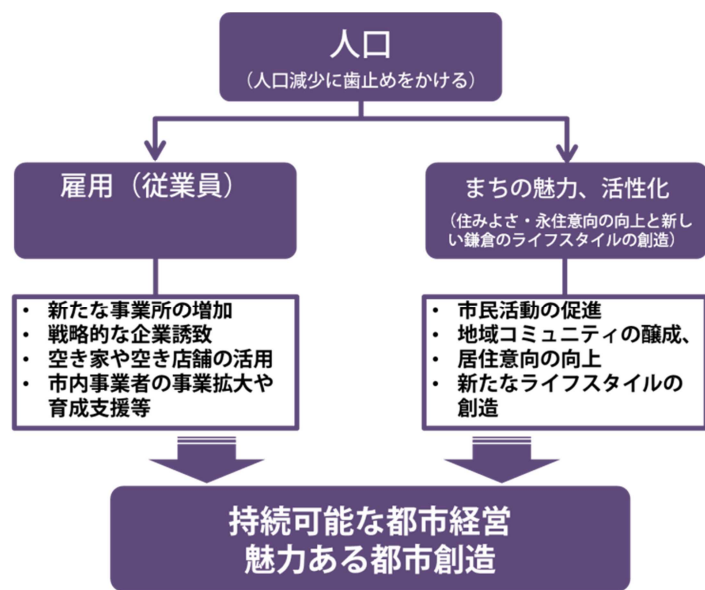 人口
（人口減少に歯止めをかける）
雇用（従業員）
まちの魅力、活性化
（住みよさ・永住意向の向上と新し
い鎌倉のライフスタイルの創造）
• 新たな事業所の増加
• 戦略的な企業誘致
• 空き家や空き店舗の活用
• 市内事業者の事業拡大や
育成支援等
• 市民活動の促進
• 地域コミュニティの醸成、
• 居住意向の向上
• 新たなライフスタイルの
創造
持続可能な都市経営
魅力ある都市創造